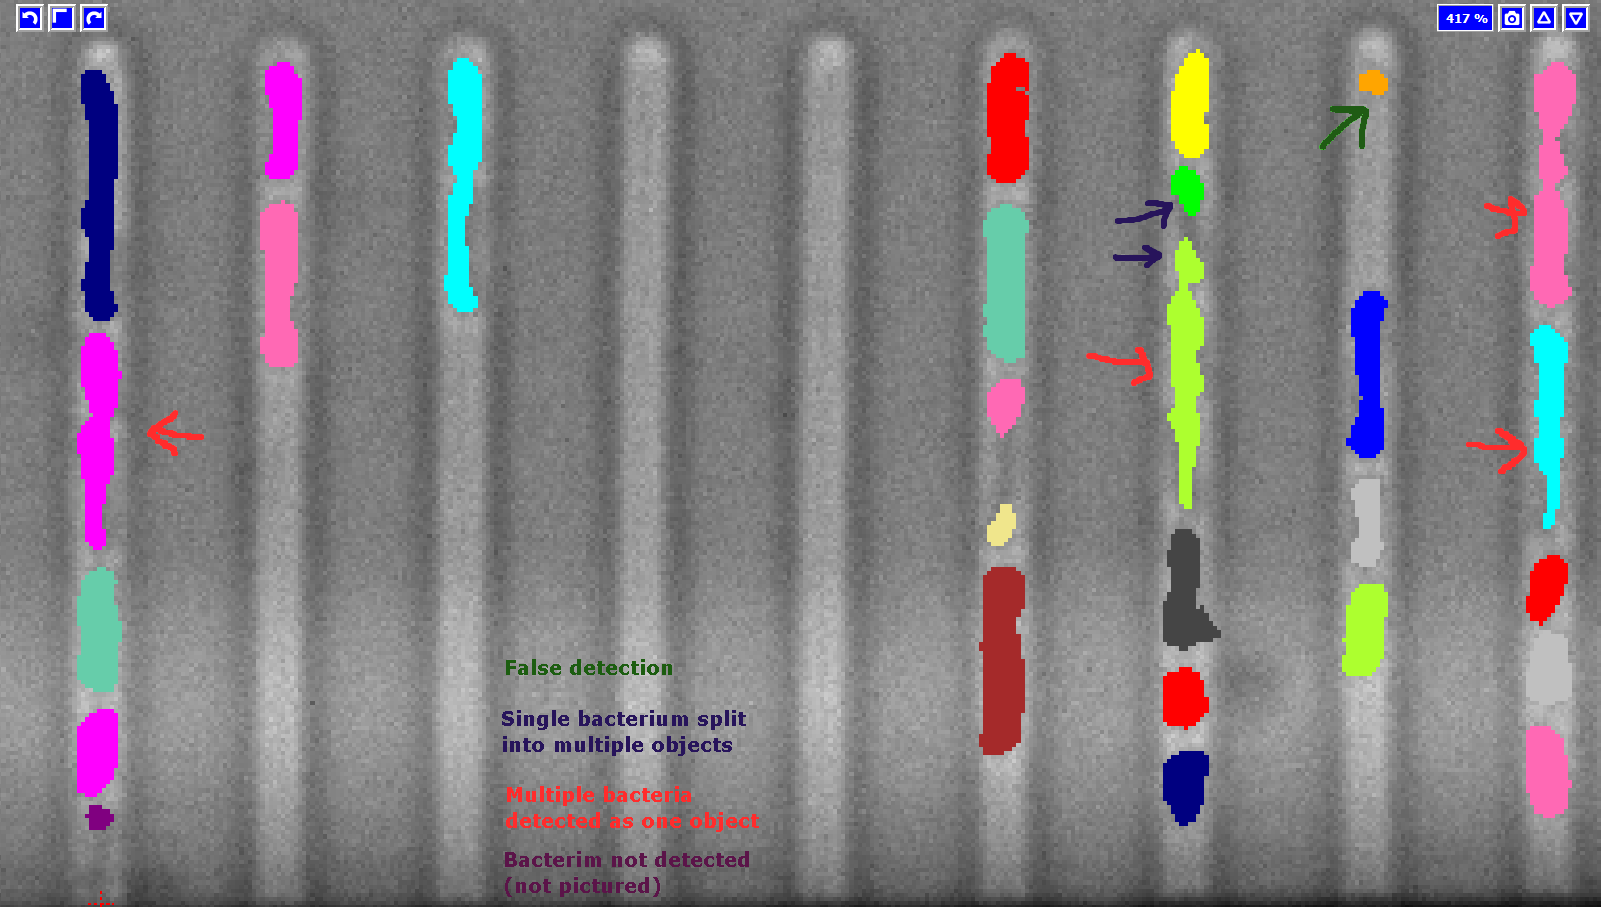 417 %
False detection
Single bacterium split
into multiple objects
Multiple bacteria
detected as one object
Bacterim not detected
(not pictured)